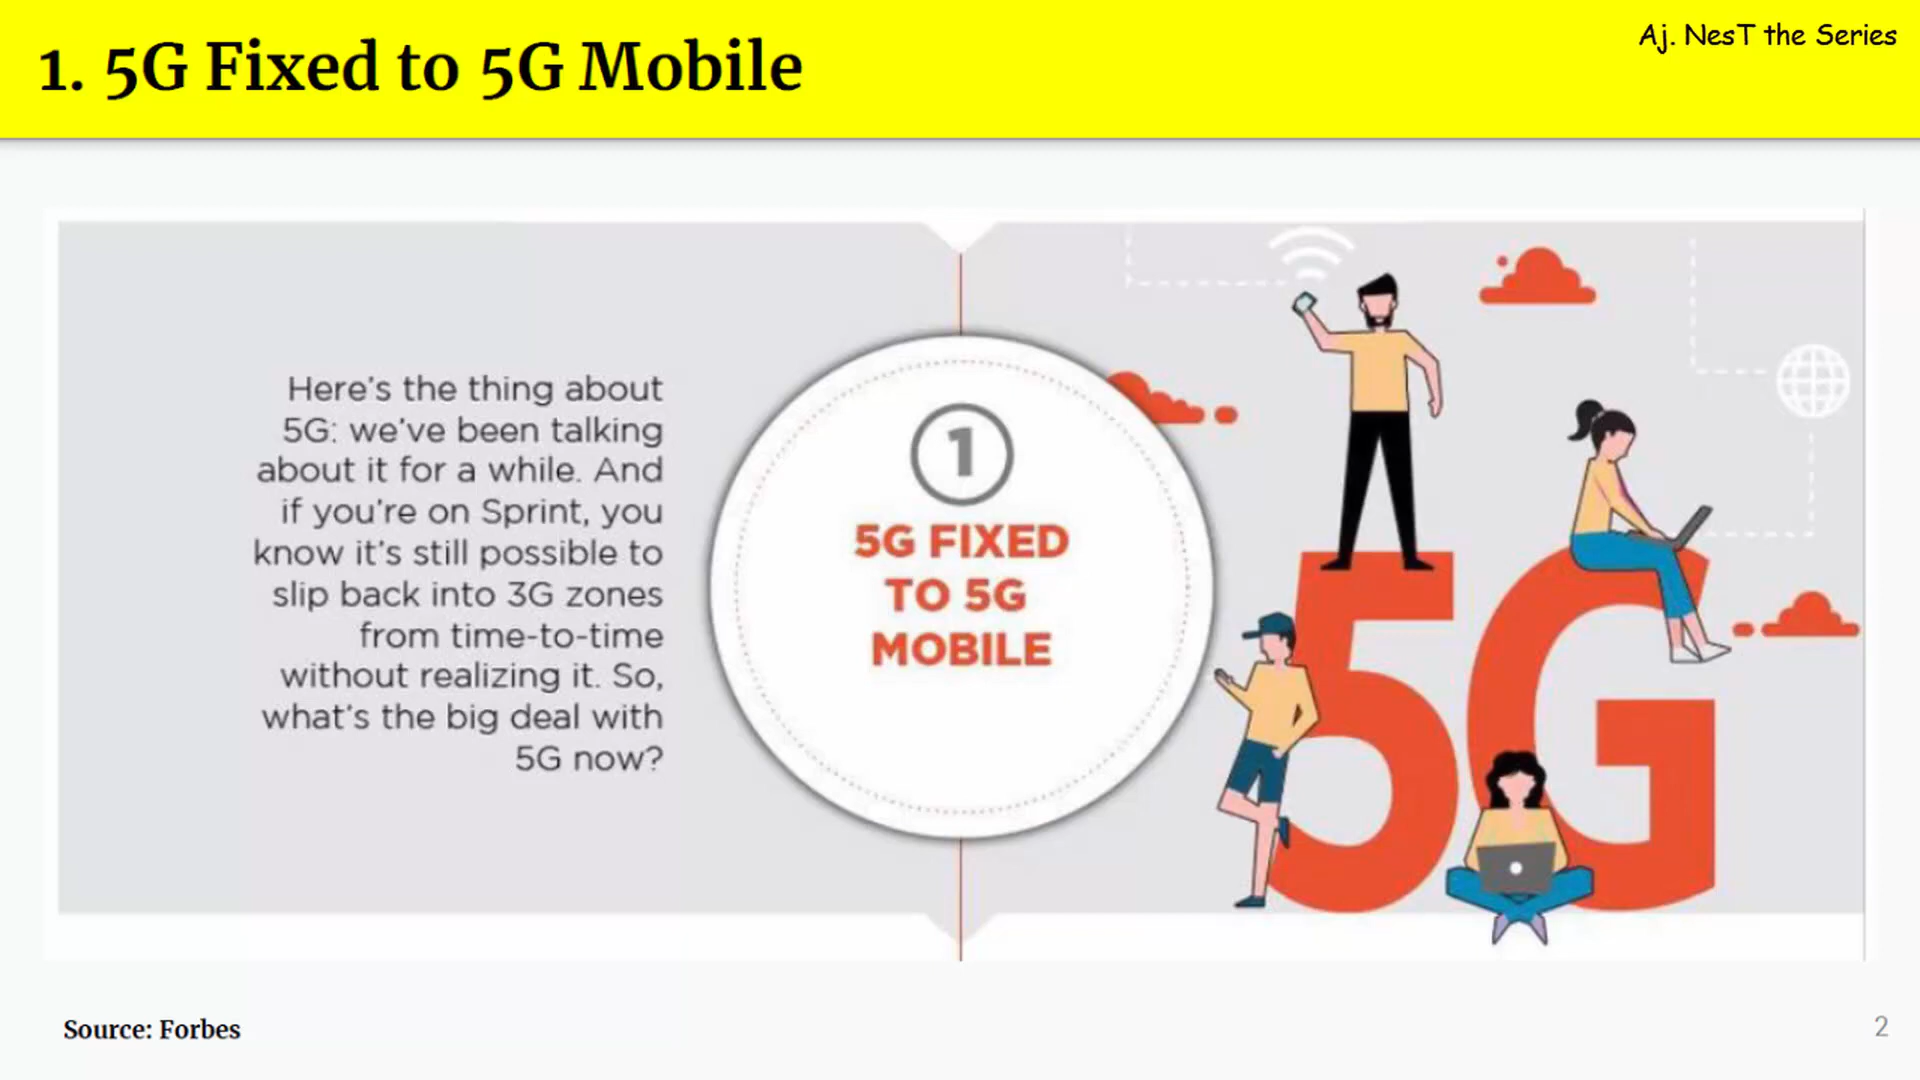 1. 5G Fixed to 5G Mobile
Aj. NesT the Series
Here's the thing about
5G: we've been talking
about it for a while. And
if you're on Sprint, you
know it's still possible to
slip back into 3G zones
from time-to-time
without realizing it. So,
what's the big deal with
5G now?
1
5G FIXED
TO 5G
MOBILE
5G
Source: Forbes
2